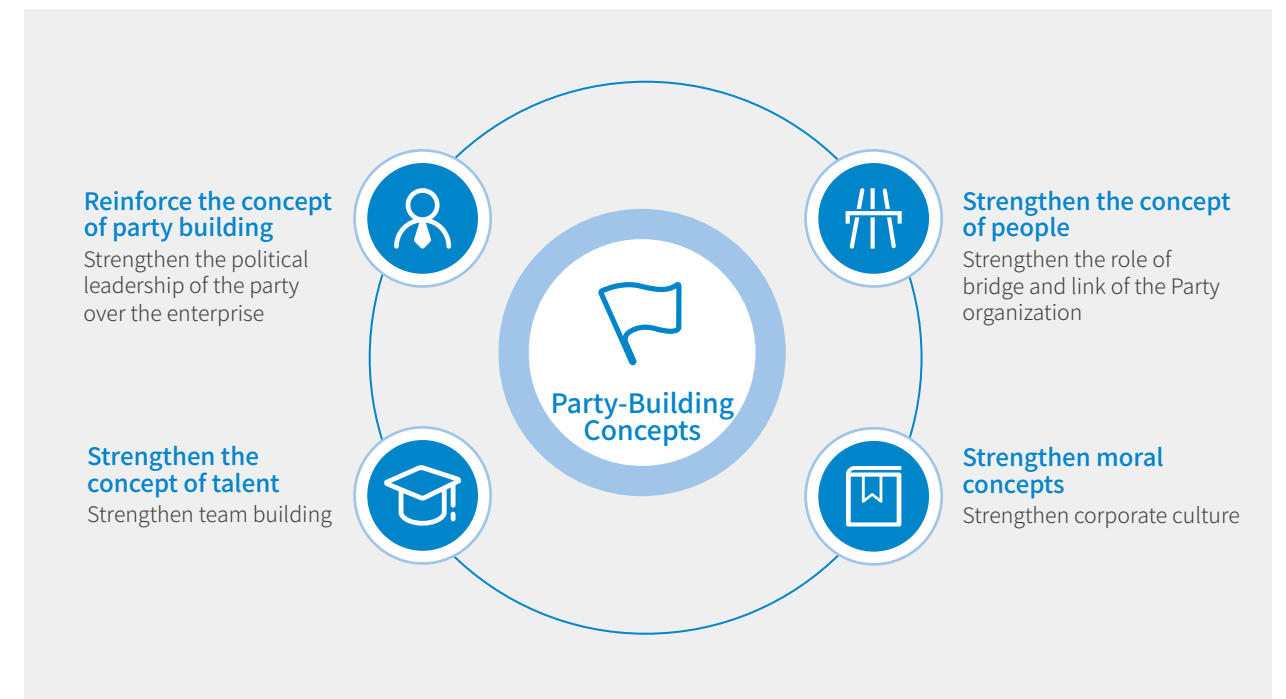 Reinforce the concept
of party building
Strengthen the political
leadership of the party
over the enterprise
Strengthen the concept
of people
Strengthen the role of
bridge and link of the Party
organization
Party-Building
Concepts
Strengthen the
concept of talent
Strengthen team building
Strengthen moral
concepts
Strengthen corporate culture